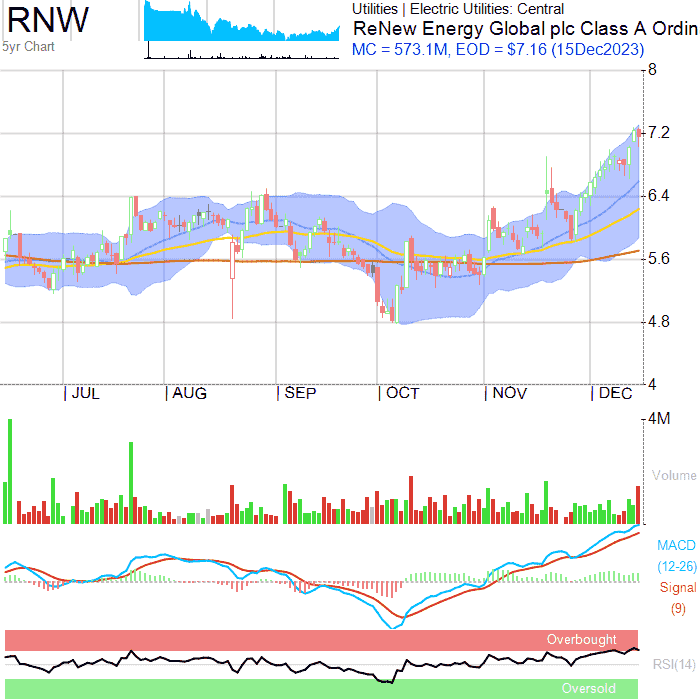 RNW
5yr Chart
Utilities | Electric Utilities: Central
ReNew Energy Global plc Class A Ordin
MC = 573.1M, EOD = $7.16 (15Dec2023)
8
7.2
6.4
5.6
4.8
4
| JUL | AUG | SEP | OCT | NOV | DEC
4M
Volume
MACD
(12-26)
Signal
(9)
Overbought
RSI(14)
Oversold